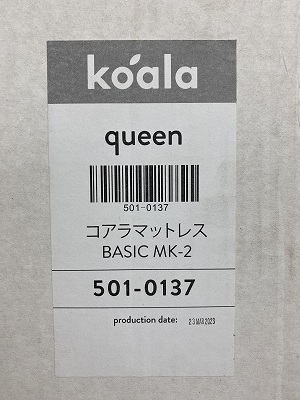 koala
queen
501-0137
コアラマットレス
BASIC MK-2
501-0137
production date: 23 MAR 2023